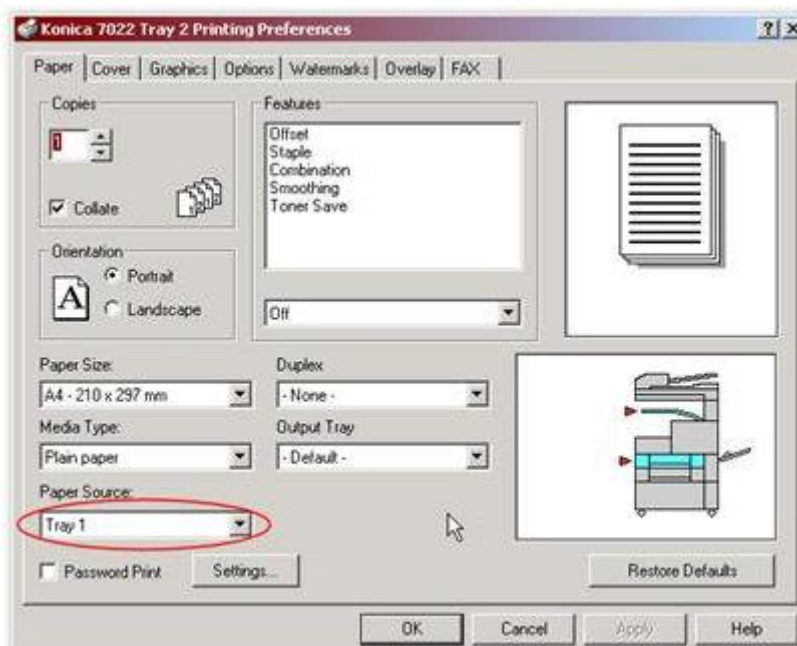 Konica 7022 Tray 2 Printing Preferences
Paper Cover Graphics Options Watermarks Overlay FAX
Copies
1
Collate
Orientation
A
Portrait
Landscape
Features
Offset
Staple
Combination
Smoothing
Toner Save
Off
Paper Size:
A4 - 210 x 297 mm
Duplex
- None -
Media Type:
Plain paper
Output Tray
- Default -
Paper Source:
Tray 1
Password Print
Settings...
Restore Defaults
OK Cancel Apply Help